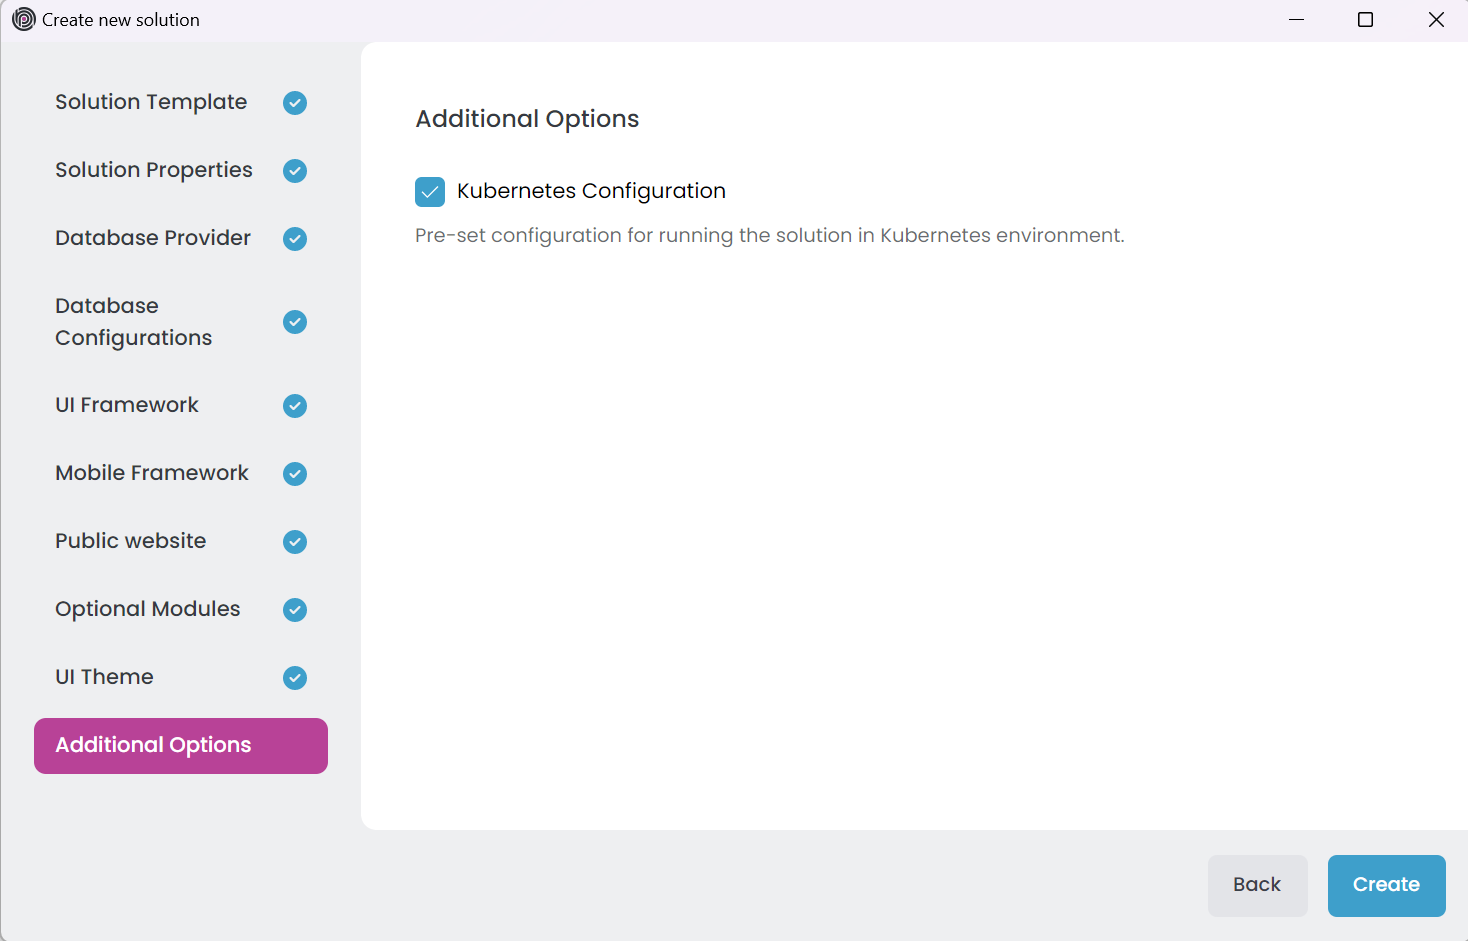 Create new solution
Solution Template
Solution Properties
Database Provider
Database
Configurations
UI Framework
Mobile Framework
Public website
Optional Modules
UI Theme
Additional Options
Additional Options
Kubernetes Configuration
Pre-set configuration for running the solution in Kubernetes environment.
Back
Create